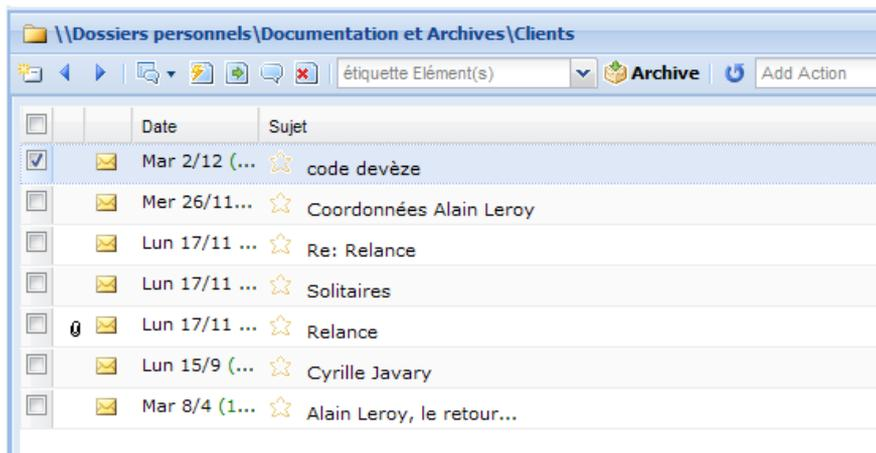 \\Dossiers personnels\Documentation et Archives\Clients
étiquette Elément(s) Archive Add Action
Date Sujet
Mar 2/12 (... code devèze
Mer 26/11... Coordonnées Alain Leroy
Lun 17/11 ... Re: Relance
Lun 17/11 ... Solitaires
Lun 17/11 ... Relance
Lun 15/9 (... Cyrille Javary
Mar 8/4 (1... Alain Leroy, le retour...